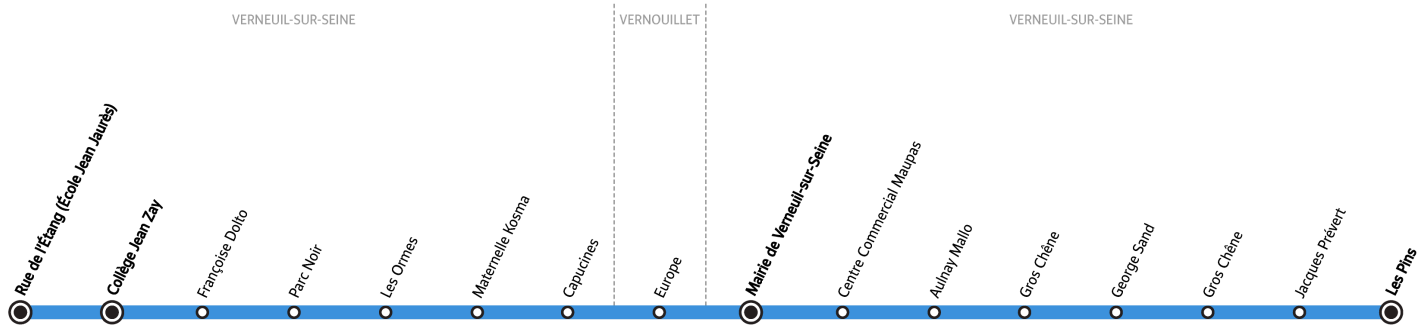 VERNEUIL-SUR-SEINE
VERNOUILLET
VERNEUIL-SUR-SEINE
Rue de l'Étang (École Jean Jaurès)
Collège Jean Zay
Françoise Dolto
Parc Noir
Les Ormes
Maternelle Kosma
Capucines
Europe
Mairie de Verneuil-sur-Seine
Centre Commercial Maupas
Aulnay Mallo
Gros Chêne
George Sand
Gros Chêne
Jacques Prévert
Les Pins